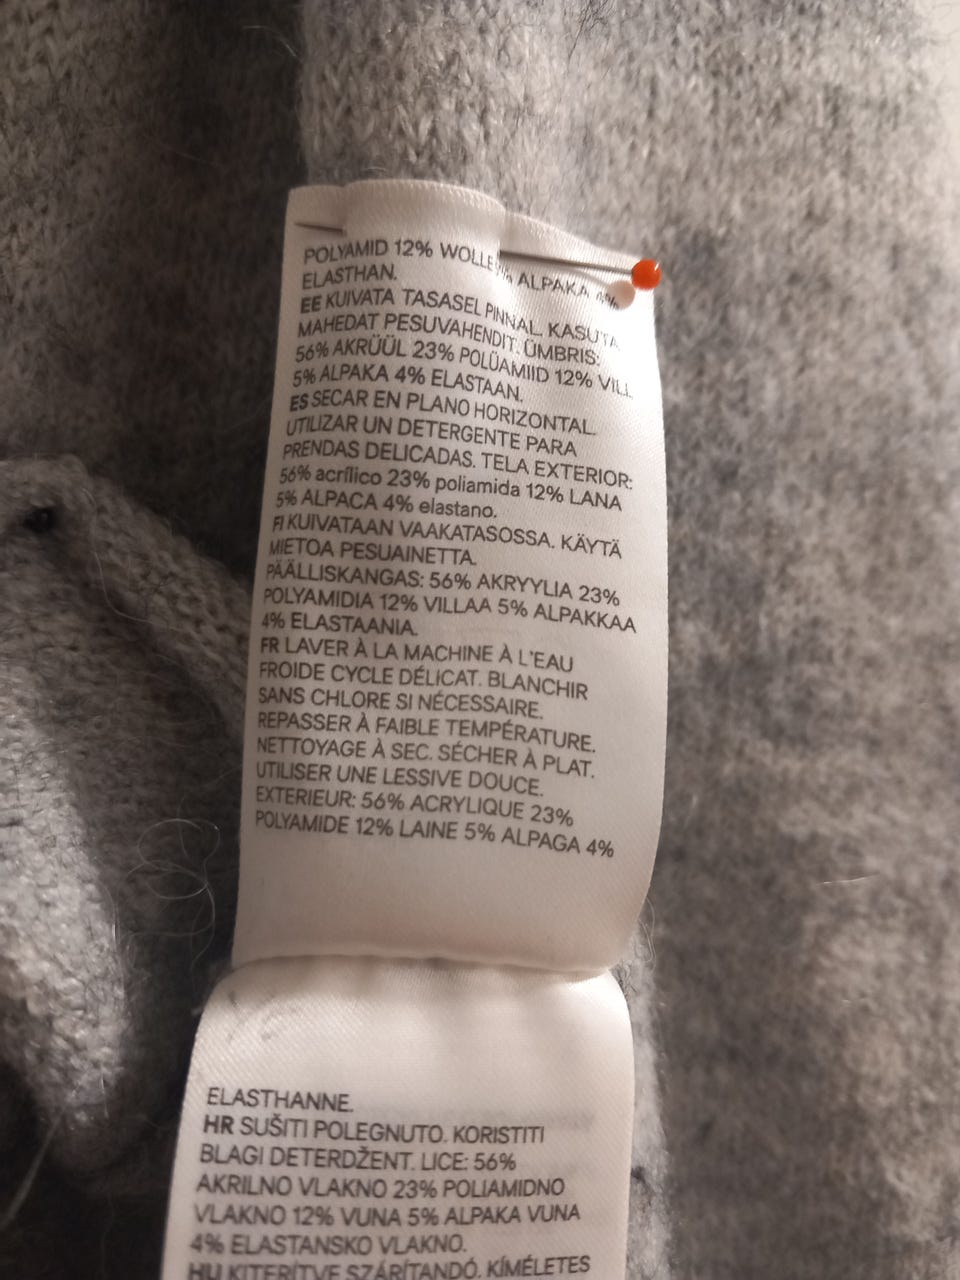 POLYAMID 12% WOLLE ALPAKA
ELASTHAN.
EE KUIVATA TASASEL PINNAL. KASUTA
MAHEDAT PESUVAHENDIT. ÜMBRIS:
56% AKRÜÜL 23% POLÜAMIID 12% VILL
5% ALPAKA 4% ELASTAAN.
ES SECAR EN PLANO HORIZONTAL.
UTILIZAR UN DETERGENTE PARA
PRENDAS DELICADAS. TELA EXTERIOR:
56% acrílico 23% poliamida 12% LANA
5% ALPACA 4% elastano.
FI KUIVATAAN VAAKATASOSSA. KÄYTÄ
MIETOA PESUAINETTA.
PÄÄLLISKANGAS: 56% AKRYYLIA 23%
POLYAMIDIA 12% VILLAA 5% ALPAKKAA
4% ELASTAANIA.
FR LAVER À LA MACHINE À L'EAU
FROIDE CYCLE DÉLICAT. BLANCHIR
SANS CHLORE SI NÉCESSAIRE.
REPASSER À FAIBLE TEMPÉRATURE.
NETTOYAGE À SEC. SÉCHER À PLAT.
UTILISER UNE LESSIVE DOUCE.
EXTERIEUR: 56% ACRYLIQUE 23%
POLYAMIDE 12% LAINE 5% ALPAGA 4%
ELASTHANNE.
HR SUŠITI POLEGNUTO. KORISTITI
BLAGI DETERDŽENT. LICE: 56%
AKRILNO VLAKNO 23% POLIAMIDNO
VLAKNO 12% VUNA 5% ALPAKA VUNA
4% ELASTANSKO VLAKNO.
HU KITERÍTVE SZÁRÍTANDÓ. KÍMÉLETES